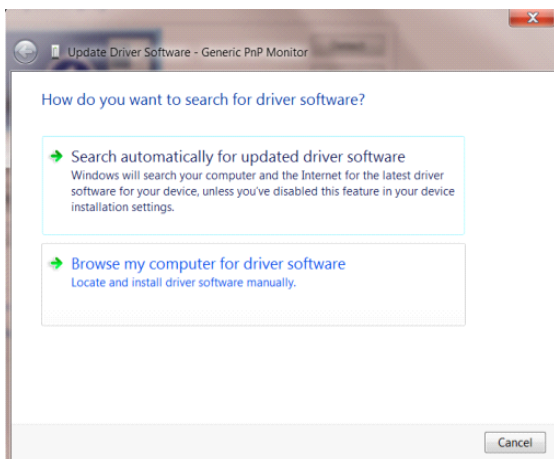 Update Driver Software - Generic PnP Monitor
How do you want to search for driver software?
Search automatically for updated driver software
Windows will search your computer and the Internet for the latest driver
software for your device, unless you've disabled this feature in your device
installation settings.
Browse my computer for driver software
Locate and install driver software manually.
Cancel